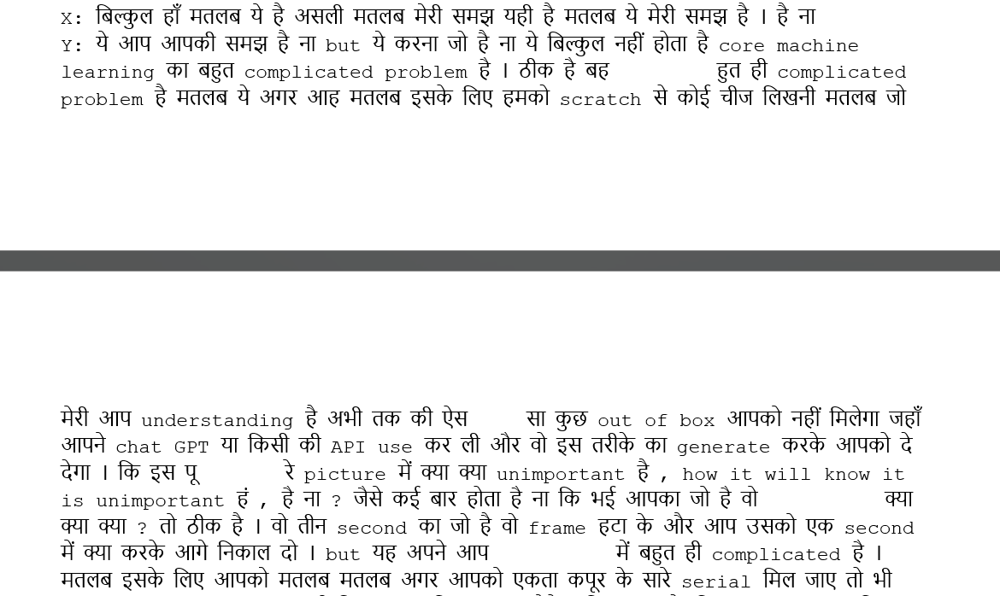 X: बिल्कुल हाँ मतलब ये है असली मतलब मेरी समझ यही है मतलब ये मेरी समझ है । है ना
Y: ये आप आपकी समझ है ना but ये करना जो है ना ये बिल्कुल नहीं होता है core machine
learning का बहुत complicated problem है । ठीक है बह हुत ही complicated
problem है मतलब ये अगर आह मतलब इसके लिए हमको scratch से कोई चीज लिखनी मतलब जो
मेरी आप understanding है अभी तक की ऐस सा कुछ out of box आपको नहीं मिलेगा जहाँ
आपने chat GPT या किसी की API use कर ली और वो इस तरीके का generate करके आपको दे
देगा । कि इस पू रे picture में क्या क्या unimportant है , how it will know it
is unimportant हं , है ना ? जैसे कई बार होता है ना कि भई आपका जो है वो क्या
क्या क्या ? तो ठीक है । वो तीन second का जो है वो frame हटा के और आप उसको एक second
में क्या करके आगे निकाल दो । but यह अपने आप में बहुत ही complicated है ।
मतलब इसके लिए आपको मतलब मतलब अगर आपको एकता कपूर के सारे serial मिल जाए तो भी